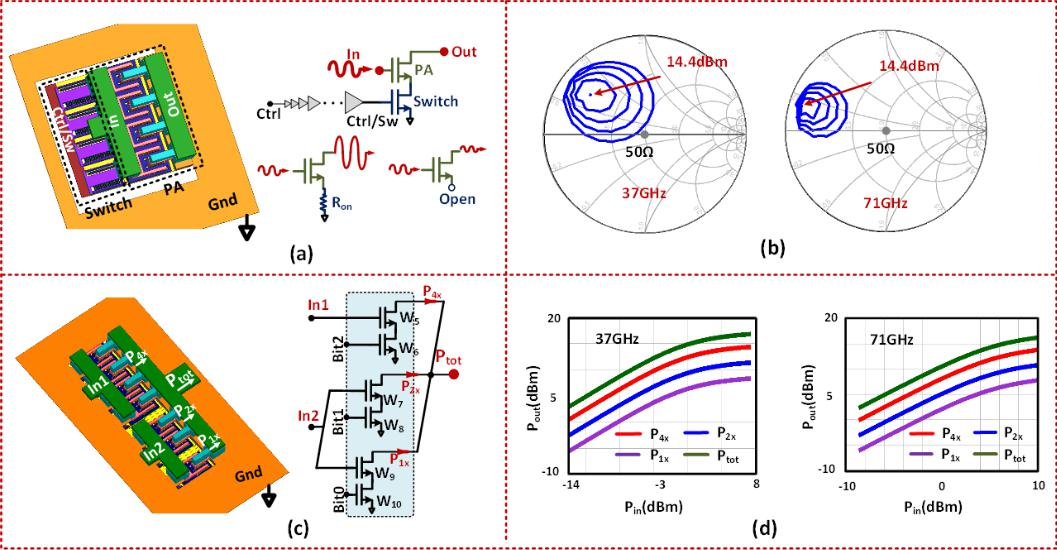 Ctrl/Sw
In
Out
Switch
PA
Gnd
In
Out
PA
Ctrl
Ctrl/Sw
Switch
Ron
Open
(a)
14.4dBm
50Ω
37GHz
14.4dBm
50Ω
71GHz
(b)
In1
In2
P4x
Ptot
P2x
P1x
Gnd
In1
P4x
W5
Bit2
W6
Ptot
P2x
W7
In2
Bit1
W8
P1x
W9
Bit0
W10
(c)
20
5
-10
Pout(dBm)
37GHz
P4x P2x
P1x Ptot
-14 -3 8
Pin(dBm)
20
5
-10
Pout(dBm)
71GHz
P4x P2x
P1x Ptot
-10 0 10
Pin(dBm)
(d)